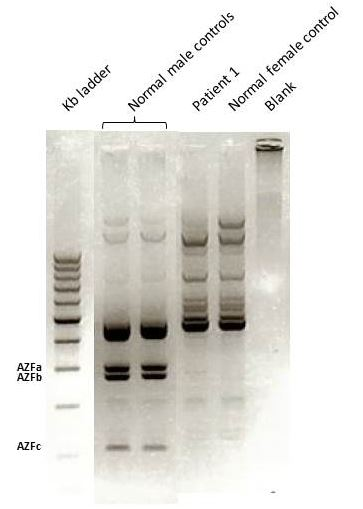 Kb ladder
Normal male controls
Patient 1
Normal female control
Blank
AZFa
AZFb
AZFc